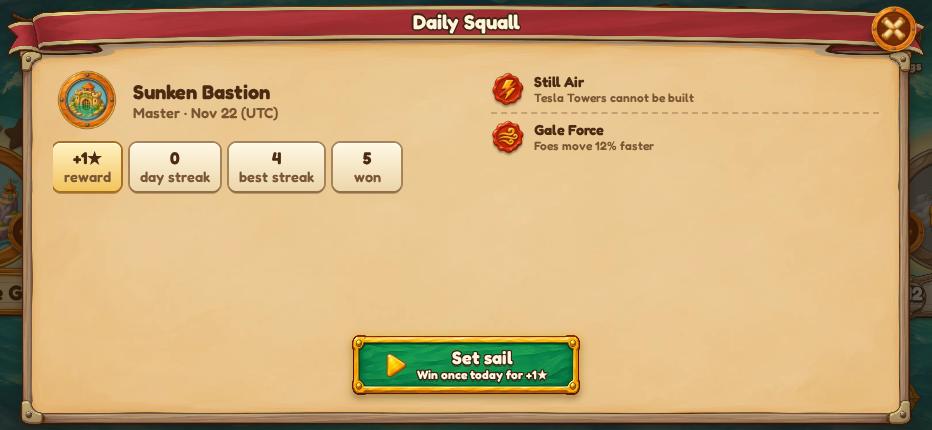 Daily Squall
Sunken Bastion
Master · Nov 22 (UTC)
+1★
reward
0
day streak
4
best streak
5
won
Still Air
Tesla Towers cannot be built
Gale Force
Foes move 12% faster
Set sail
Win once today for +1★